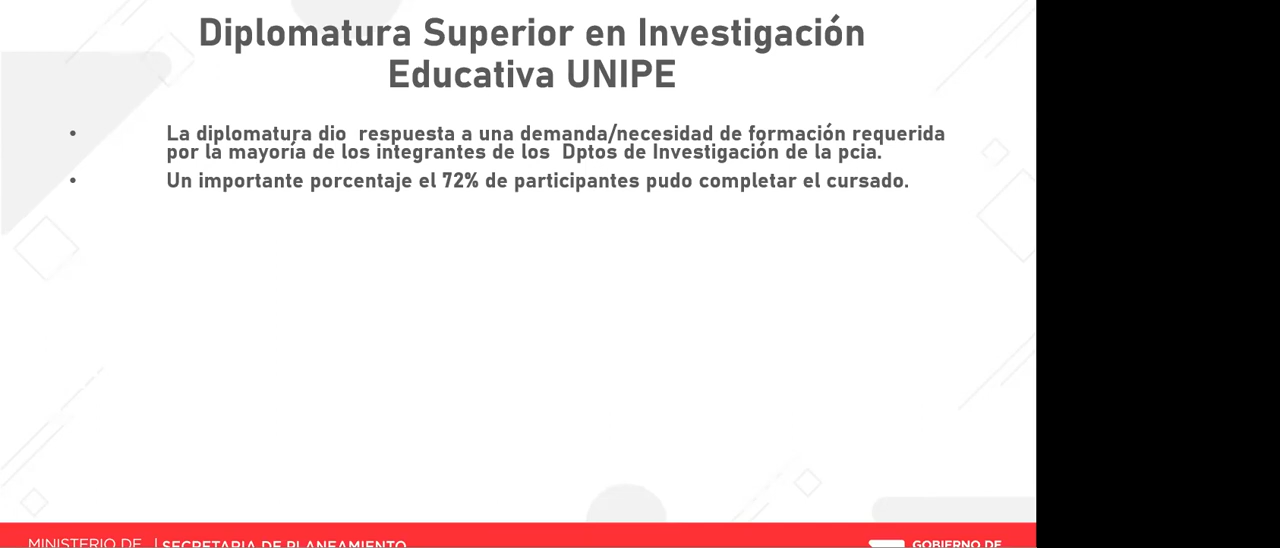 Diplomatura Superior en Investigación
Educativa UNIPE
• La diplomatura dio  respuesta a una demanda/necesidad de formación requerida
por la mayoría de los integrantes de los  Dptos de Investigación de la pcia.
• Un importante porcentaje el 72% de participantes pudo completar el cursado.
MINISTERIO DE | SECRETARIA DE PLANEAMIENTO
GOBIERNO DE